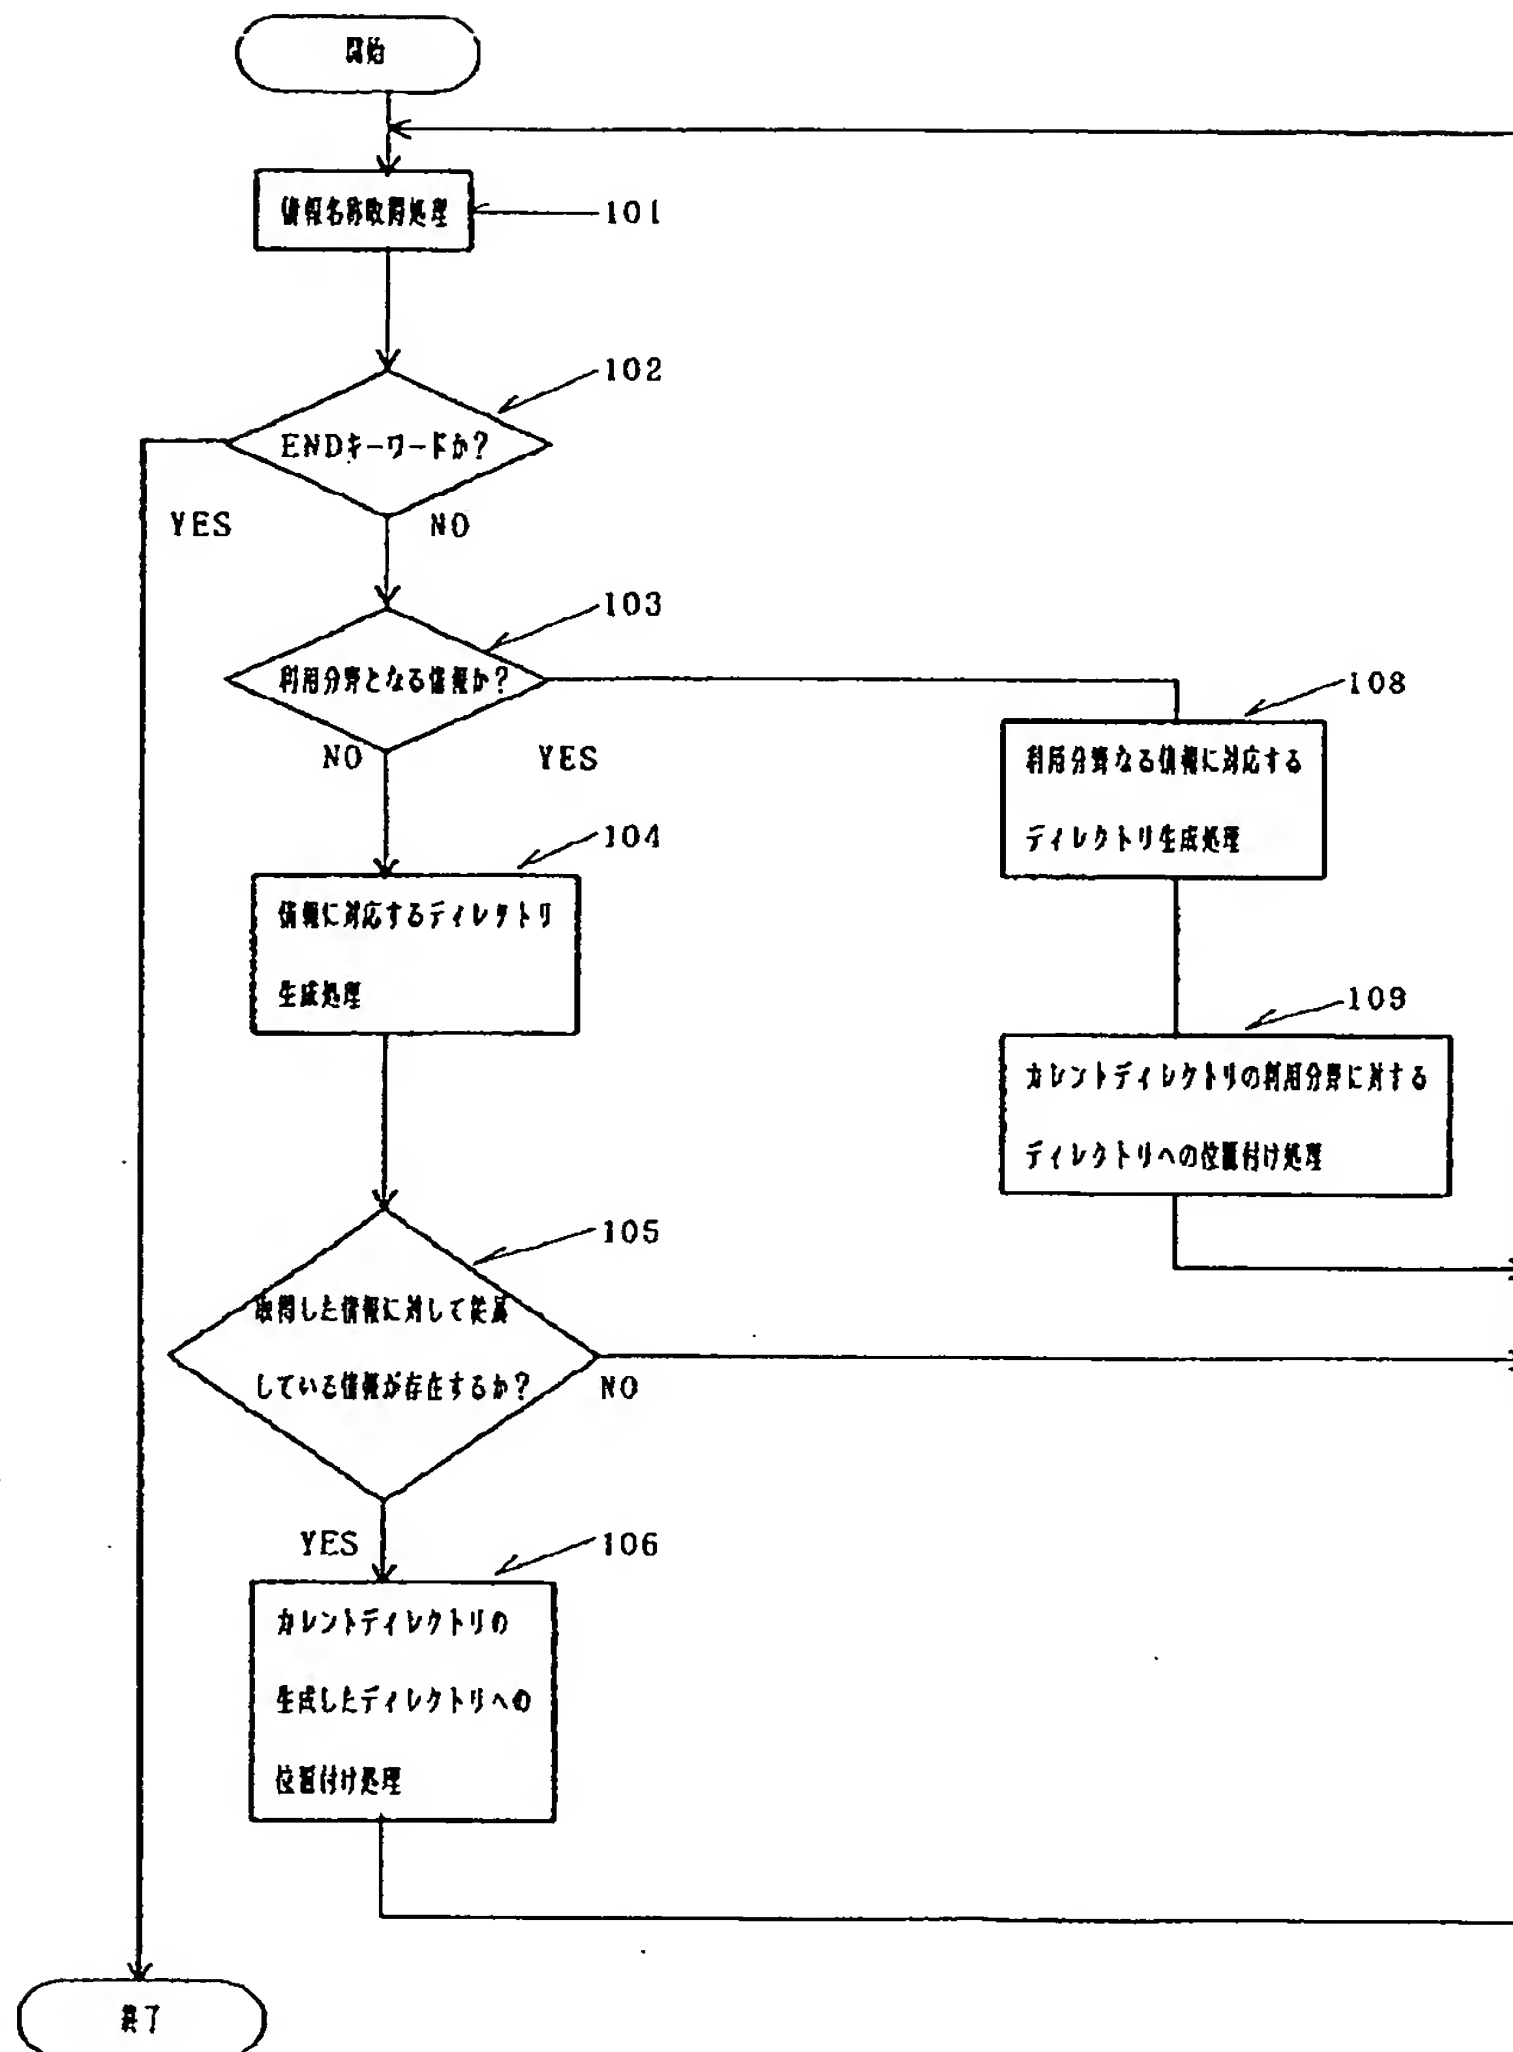 開始
情報名称取得処理
101
102
ENDキーワードか?
YES
NO
103
利用分野となる情報か?
NO
YES
108
利用分野なる情報に対応する
ディレクトリ生成処理
104
情報に対応するディレクトリ
生成処理
109
カレントディレクトリの利用分野に対する
ディレクトリへの位置付け処理
105
取得した情報に対して従属
している情報が存在するか?
NO
YES
106
カレントディレクトリの
生成したディレクトリへの
位置付け処理
終了